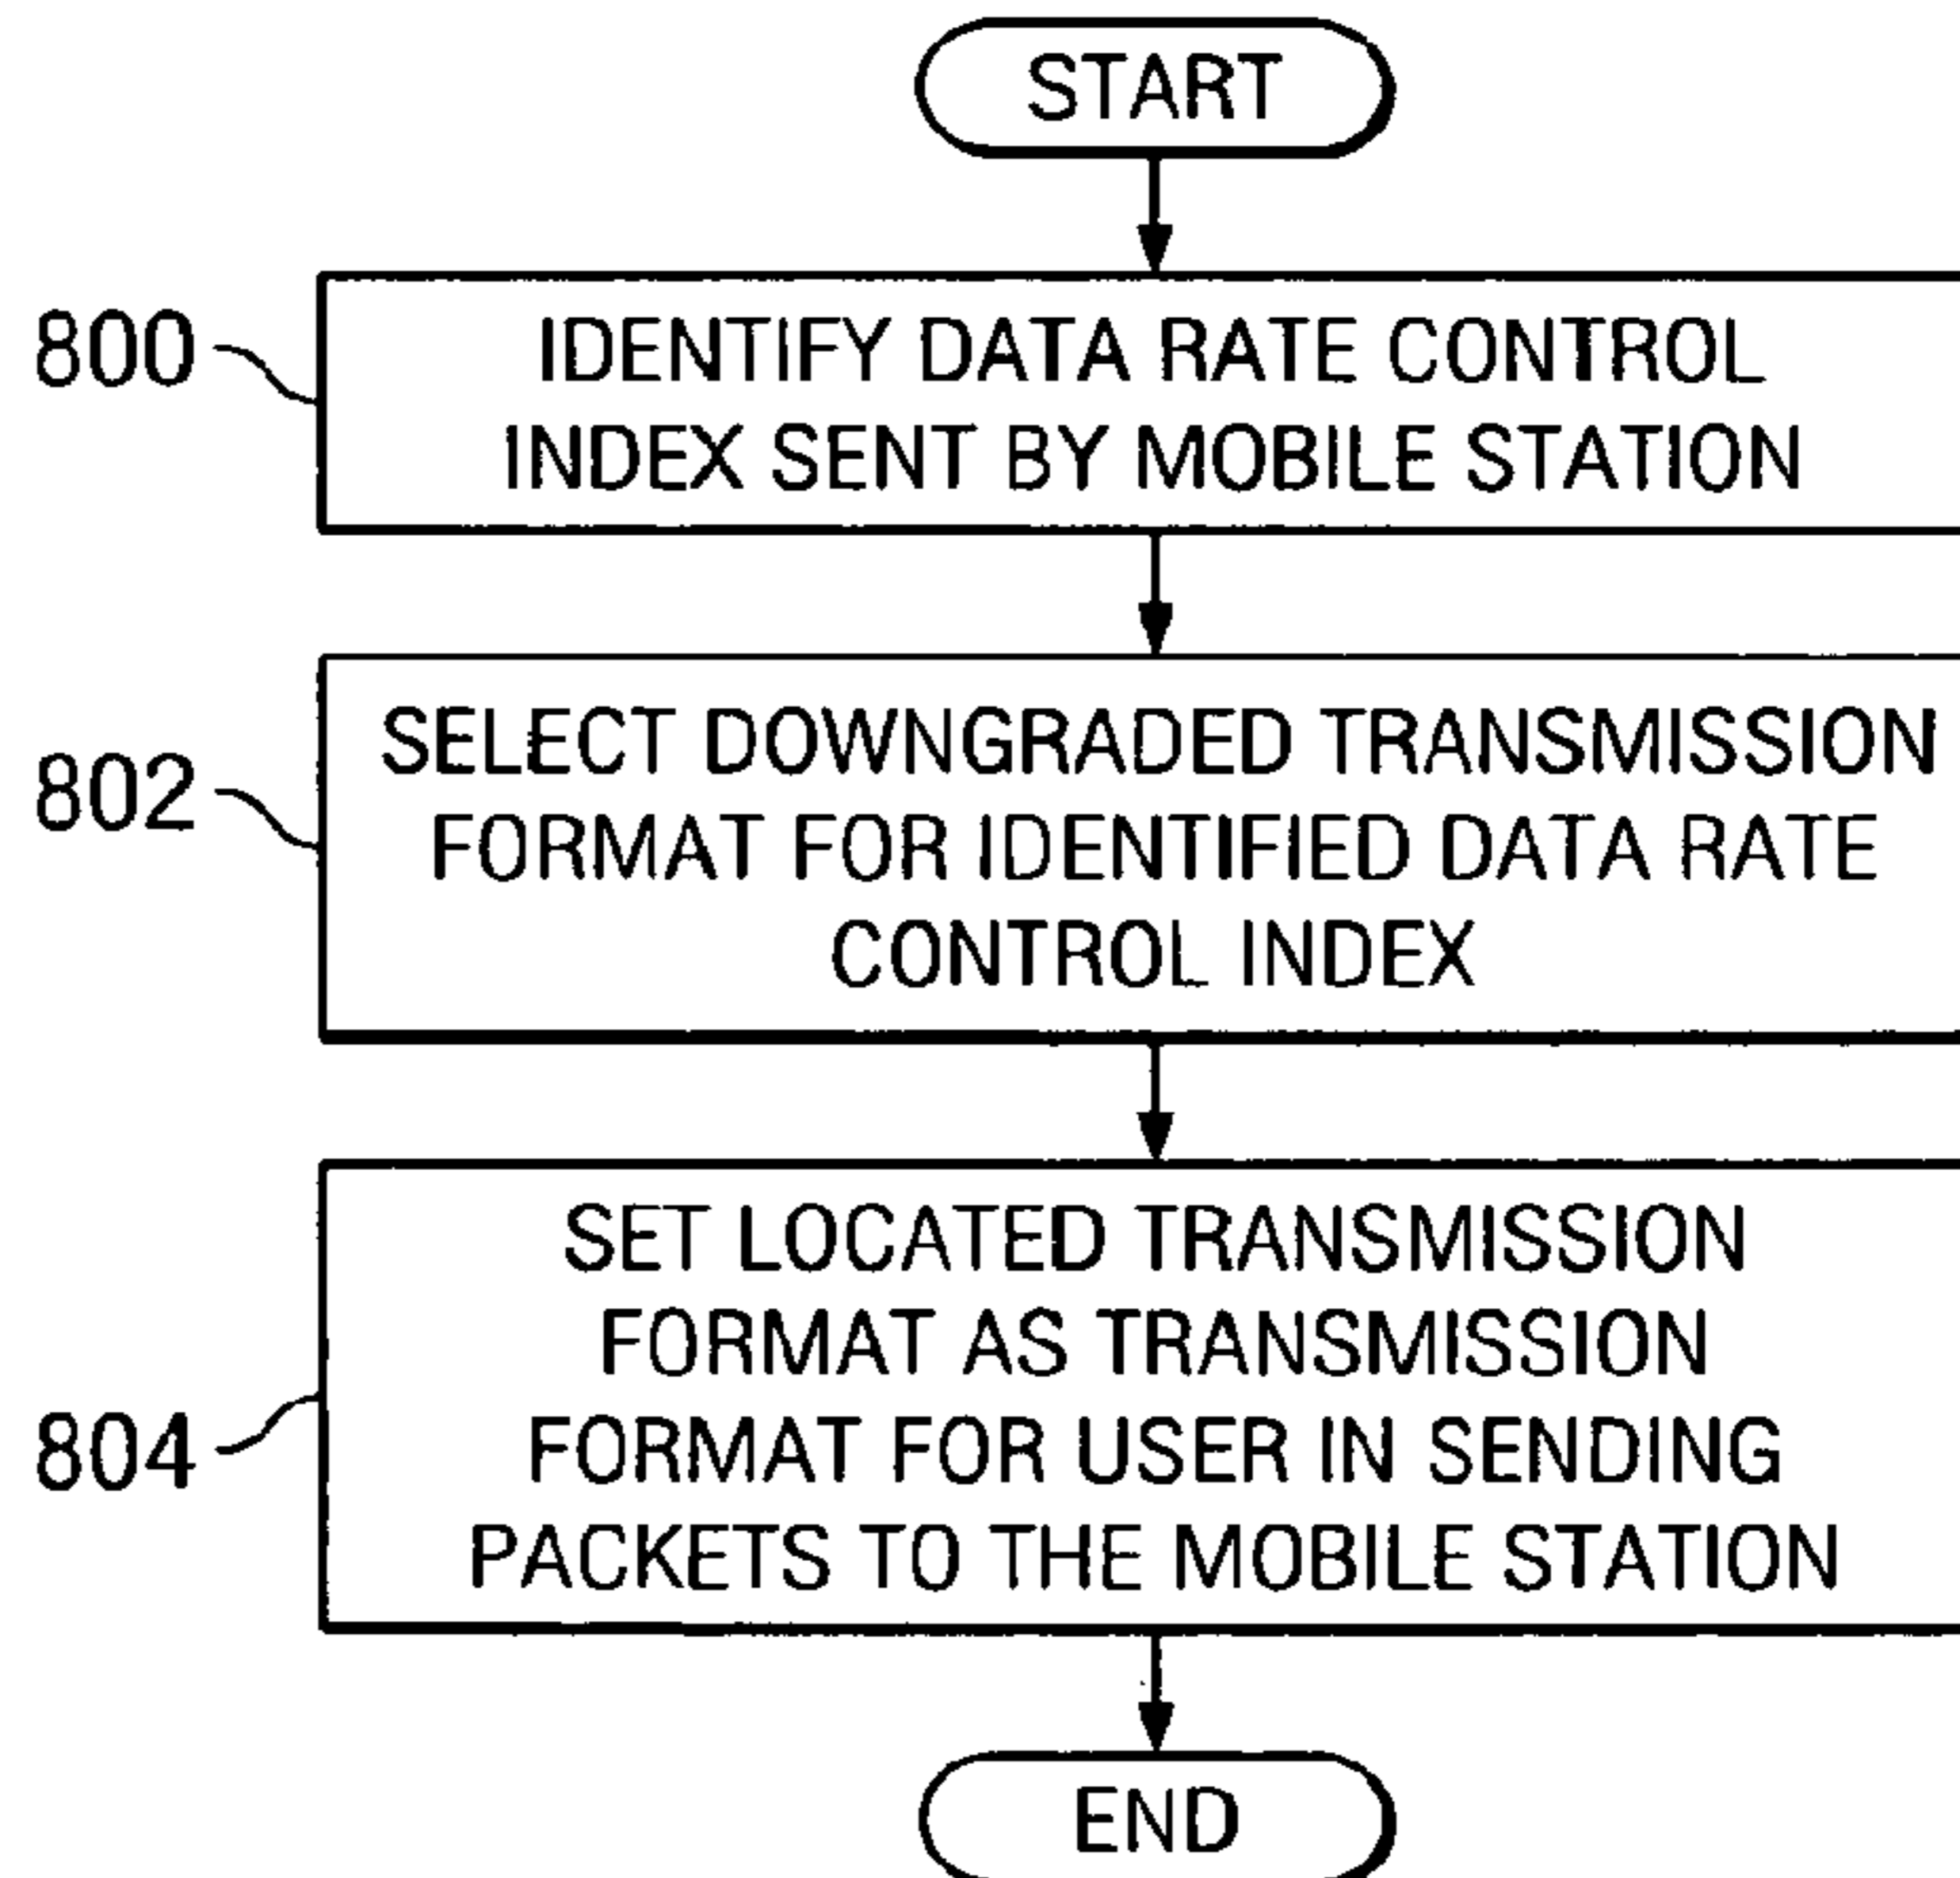 START
800
IDENTIFY DATA RATE CONTROL
INDEX SENT BY MOBILE STATION
802
SELECT DOWNGRADED TRANSMISSION
FORMAT FOR IDENTIFIED DATA RATE
CONTROL INDEX
804
SET LOCATED TRANSMISSION
FORMAT AS TRANSMISSION
FORMAT FOR USER IN SENDING
PACKETS TO THE MOBILE STATION
END